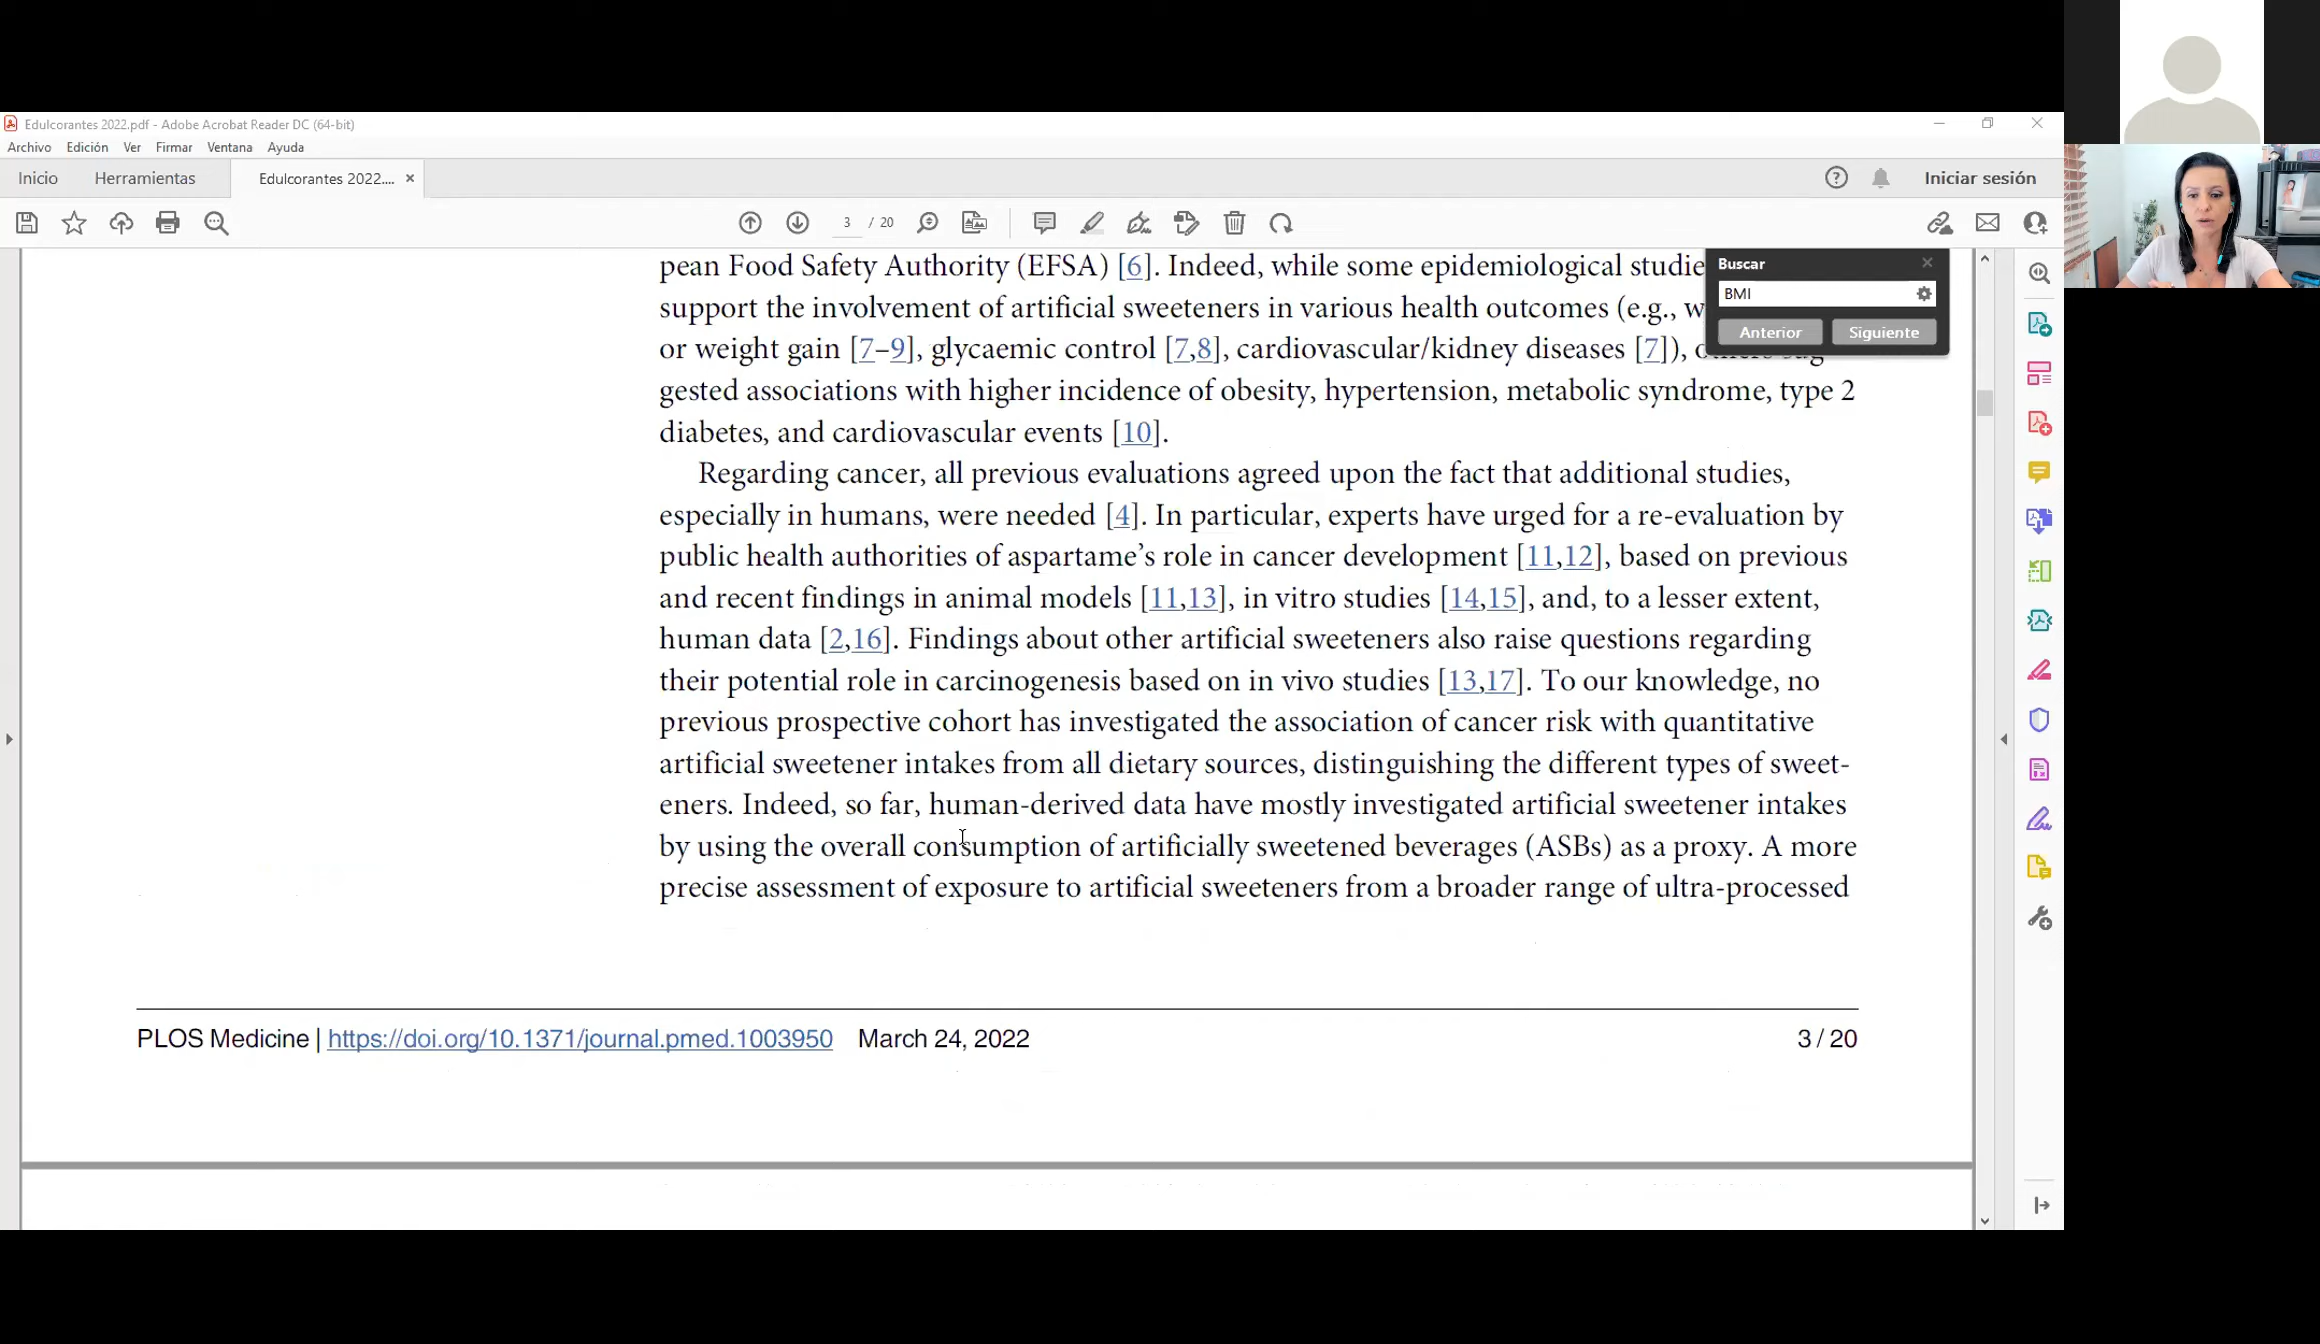 Edulcorantes 2022.pdf - Adobe Acrobat Reader DC (64-bit)
Archivo Edición Ver Firmar Ventana Ayuda
Inicio Herramientas Edulcorantes 2022.... × Iniciar sesión
3 / 20
Buscar
BMI
Anterior Siguiente
pean Food Safety Authority (EFSA) [6]. Indeed, while some epidemiological studie
support the involvement of artificial sweeteners in various health outcomes (e.g., w
or weight gain [7–9], glycaemic control [7,8], cardiovascular/kidney diseases [7]), others sug-
gested associations with higher incidence of obesity, hypertension, metabolic syndrome, type 2
diabetes, and cardiovascular events [10].
Regarding cancer, all previous evaluations agreed upon the fact that additional studies,
especially in humans, were needed [4]. In particular, experts have urged for a re-evaluation by
public health authorities of aspartame’s role in cancer development [11,12], based on previous
and recent findings in animal models [11,13], in vitro studies [14,15], and, to a lesser extent,
human data [2,16]. Findings about other artificial sweeteners also raise questions regarding
their potential role in carcinogenesis based on in vivo studies [13,17]. To our knowledge, no
previous prospective cohort has investigated the association of cancer risk with quantitative
artificial sweetener intakes from all dietary sources, distinguishing the different types of sweet-
eners. Indeed, so far, human-derived data have mostly investigated artificial sweetener intakes
by using the overall consumption of artificially sweetened beverages (ASBs) as a proxy. A more
precise assessment of exposure to artificial sweeteners from a broader range of ultra-processed
PLOS Medicine | https://doi.org/10.1371/journal.pmed.1003950 March 24, 2022 3 / 20